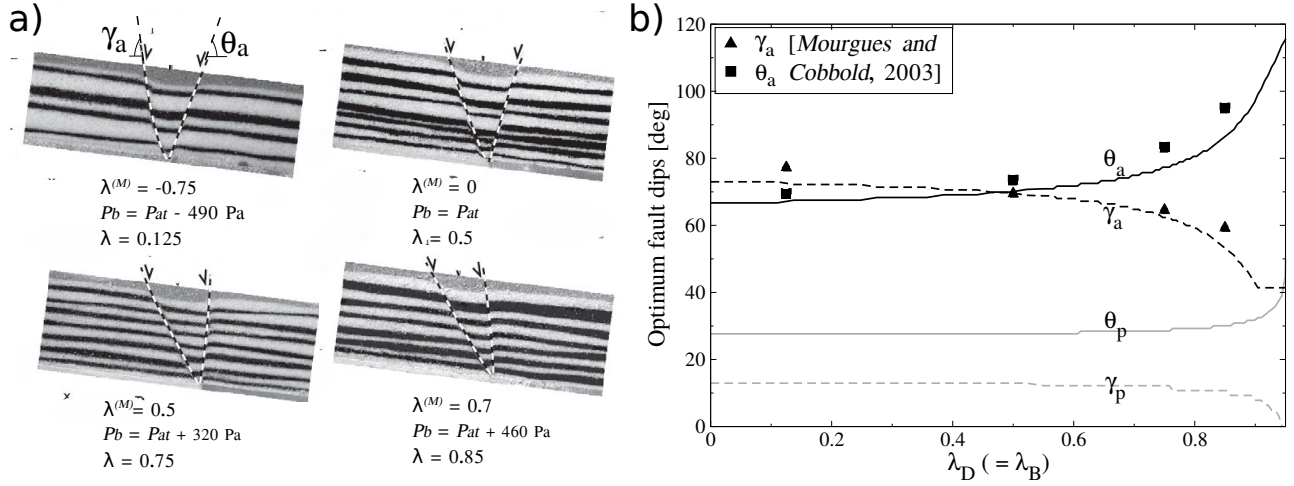 a)
γa θa
λ(M) = -0.75
Pb = Pat - 490 Pa
λ = 0.125
λ(M) = 0
Pb = Pat
λ = 0.5
λ(M) = 0.5
Pb = Pat + 320 Pa
λ = 0.75
λ(M) = 0.7
Pb = Pat + 460 Pa
λ = 0.85
b)
Optimum fault dips [deg]
120
100
80
60
40
20
0
γa [Mourgues and
θa Cobbold, 2003]
θa
γa
θp
γp
0 0.2 0.4 0.6 0.8
λD ( = λB)